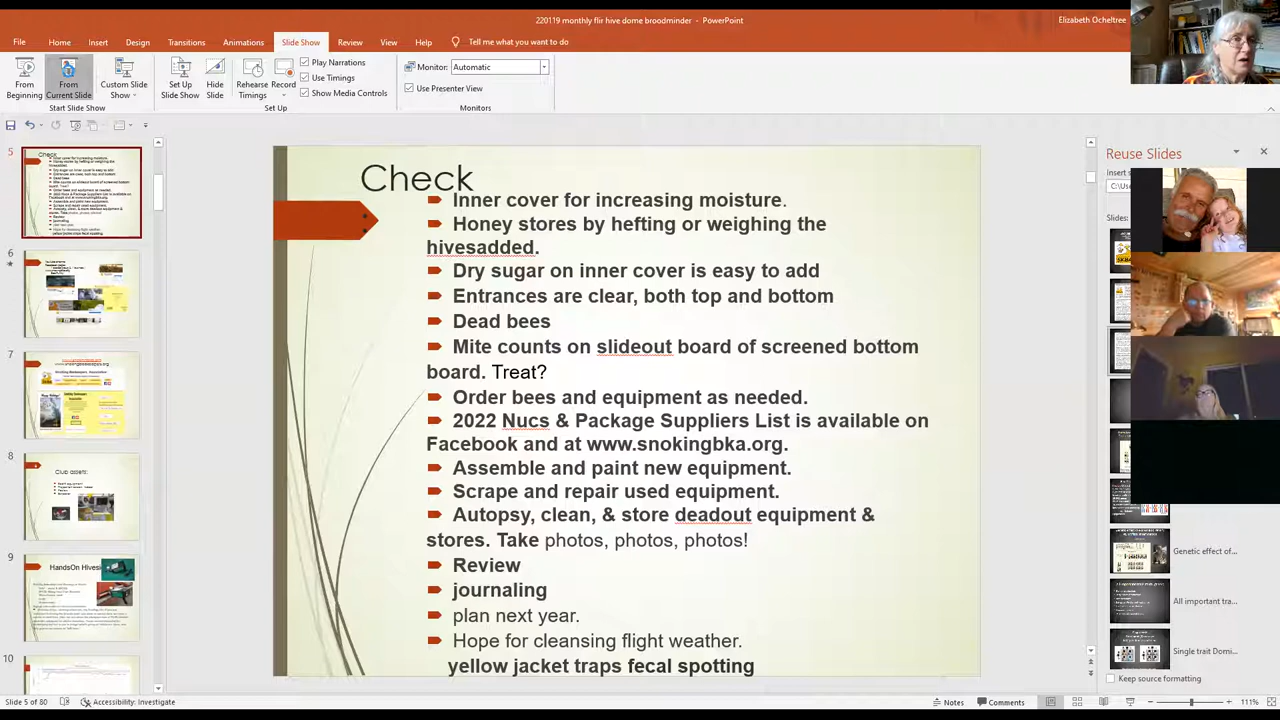 220119 monthly flir hive dome broodminder - PowerPoint
Elizabeth Ocheltree
File Home Insert Design Transitions Animations Slide Show Review View Help Tell me what you want to do
From Beginning
From Current Slide
Custom Slide Show
Set Up Slide Show
Hide Slide
Rehearse Timings
Record
Play Narrations
Use Timings
Show Media Controls
Monitor: Automatic
Use Presenter View
Start Slide Show
Set Up
Monitors
5
Check
6
7
8
Club assets:
9
HandsOn Hives
10
Check
Inner cover for increasing moisture.
Honey stores by hefting or weighing the
hivesadded.
Dry sugar on inner cover is easy to add
Entrances are clear, both top and bottom
Dead bees
Mite counts on slideout board of screened bottom
board. Treat?
Order bees and equipment as needed.
2022 Nucs & Package Suppliers List is available on
Facebook and at www.snokingbka.org.
Assemble and paint new equipment.
Scrape and repair used equipment.
Autopsy, clean, & store deadout equipment &
stores. Take photos, photos, photos!
Review
journaling
plan next year.
Hope for cleansing flight weather.
yellow jacket traps fecal spotting
Reuse Slides
Slides:
Genetic effect of...
All important tra...
Single trait Domi...
Keep source formatting
Slide 5 of 80
Accessibility: Investigate
Notes
Comments
111%